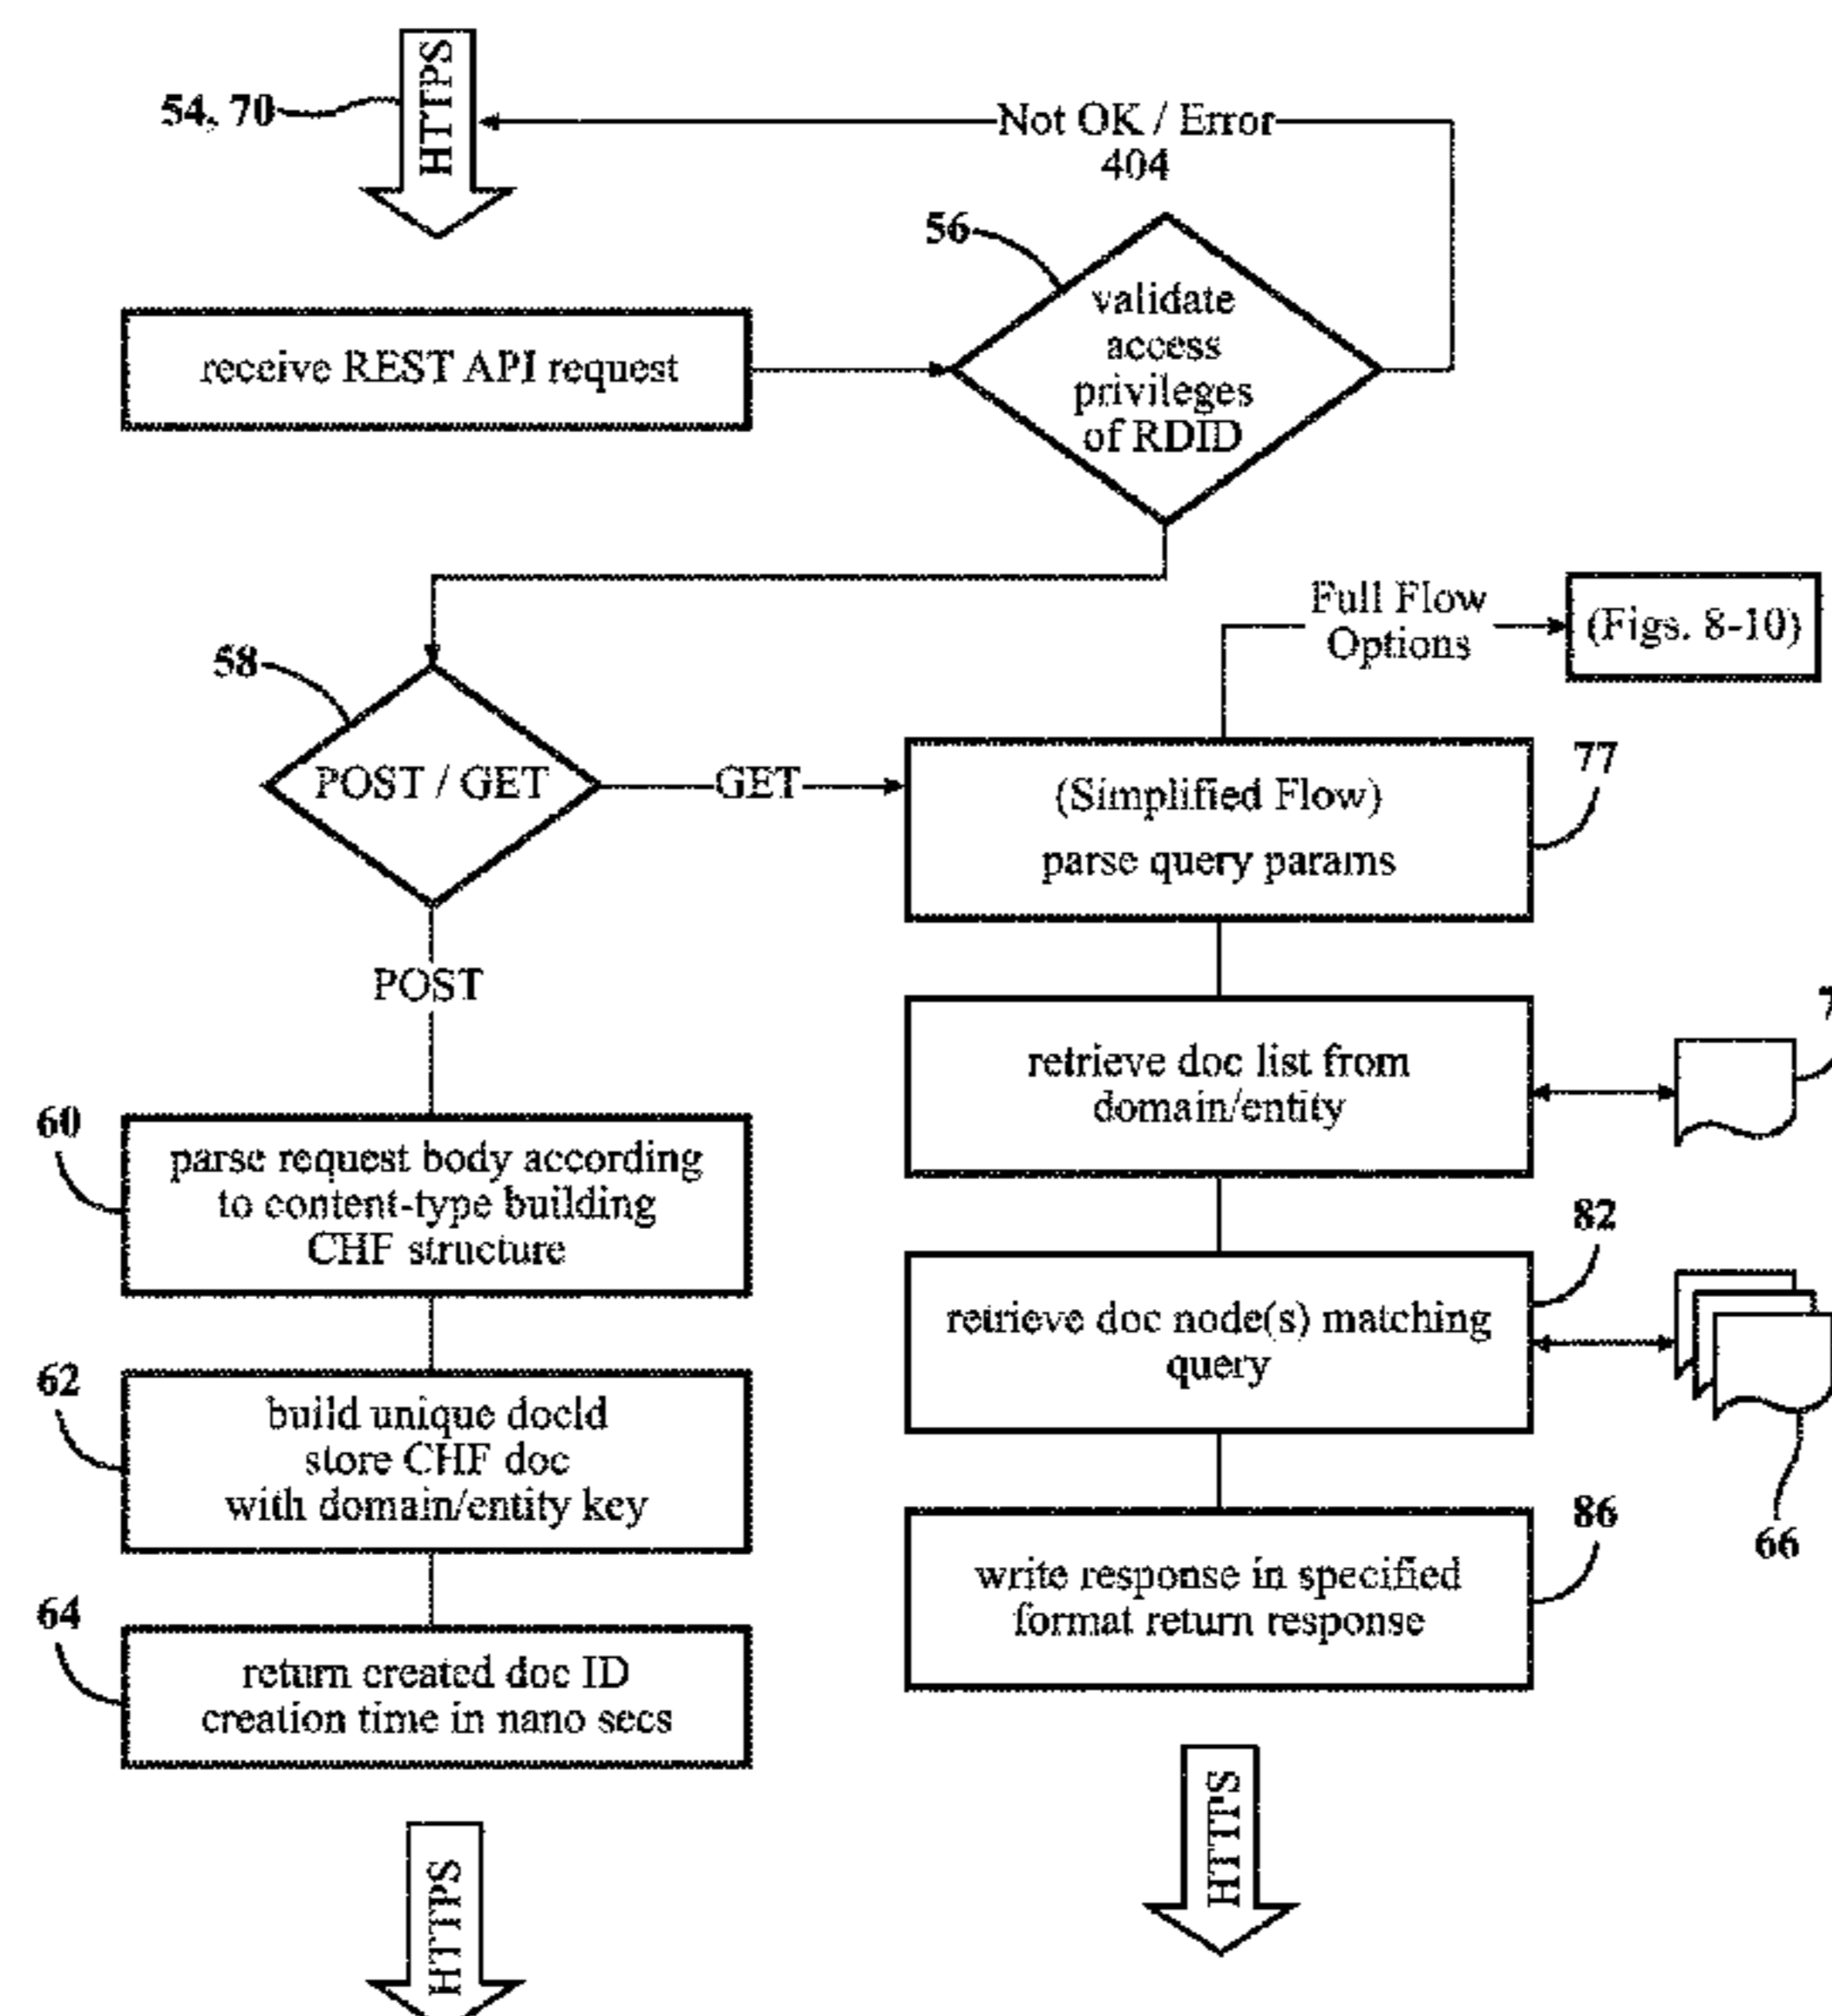 HTTPS
54, 70
Not OK / Error
404
56
validate
access
privileges
of RDID
receive REST API request
Full Flow
Options
(Figs. 8-10)
58
POST / GET
GET
77
(Simplified Flow)
parse query params
POST
retrieve doc list from
domain/entity
60
parse request body according
to content-type building
CHF structure
82
retrieve doc node(s) matching
query
66
62
build unique docId
store CHF doc
with domain/entity key
86
write response in specified
format return response
64
return created doc ID
creation time in nano secs
HTTPS
HTTPS